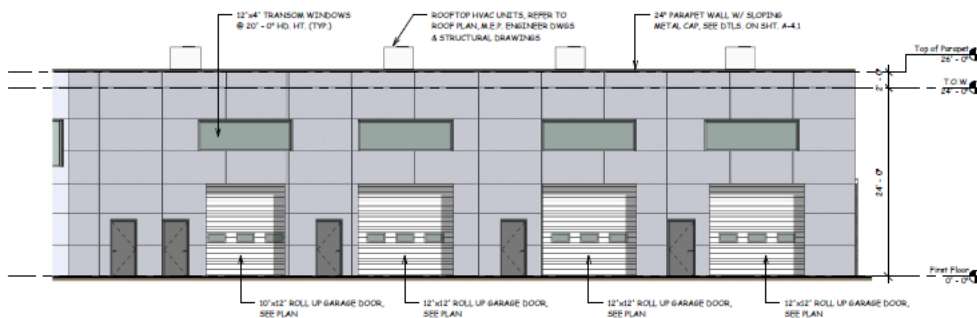 12'x4' TRANSOM WINDOWS
@ 20' - 0" HD. HT. (TYP.)
ROOFTOP HVAC UNITS, REFER TO
ROOF PLAN, M.E.P. ENGINEER DWGS
& STRUCTURAL DRAWINGS
24" PARAPET WALL W/ SLOPING
METAL CAP, SEE DTLS. ON SHT. A-4.1
Top of Parapet
26' - 0"
2' - 0"
T.O.W.
24' - 0"
24' - 0"
First Floor
0' - 0"
10'x12' ROLL UP GARAGE DOOR,
SEE PLAN
12'x12' ROLL UP GARAGE DOOR,
SEE PLAN
12'x12' ROLL UP GARAGE DOOR,
SEE PLAN
12'x12' ROLL UP GARAGE DOOR,
SEE PLAN